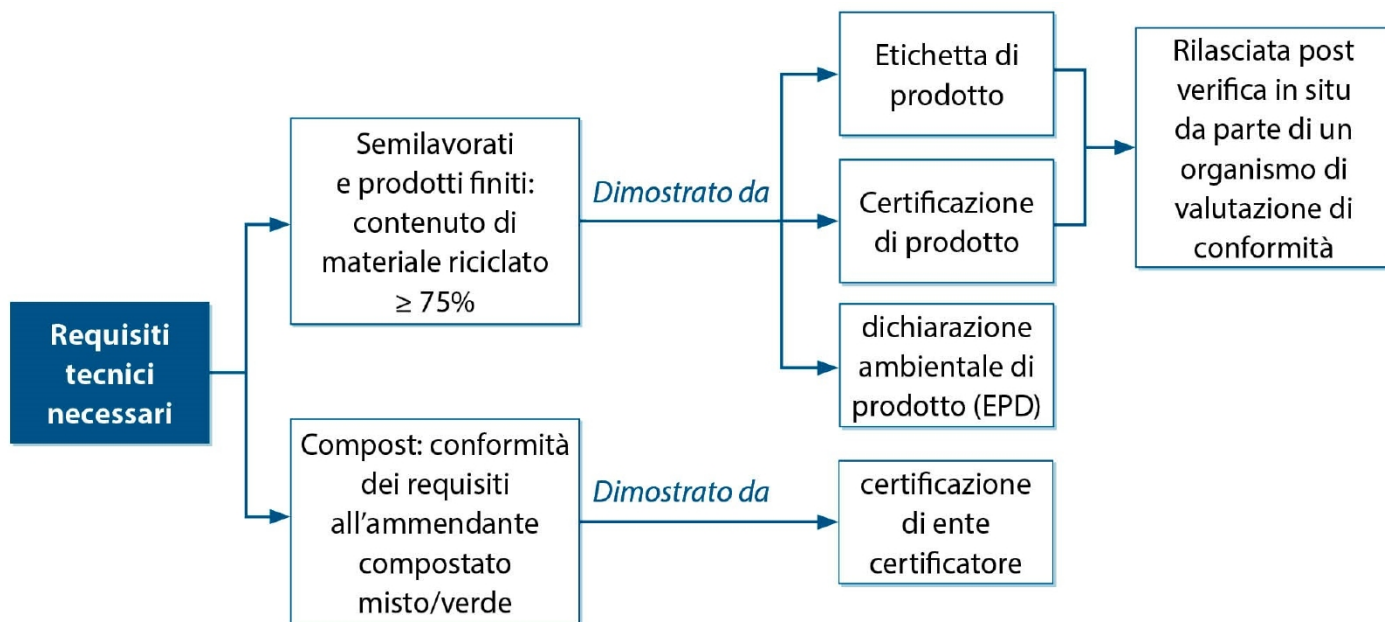 Requisiti
tecnici
necessari
Semilavorati
e prodotti finiti:
contenuto di
materiale riciclato
≥ 75%
Dimostrato da
Etichetta di
prodotto
Certificazione
di prodotto
dichiarazione
ambientale di
prodotto (EPD)
Rilasciata post
verifica in situ
da parte di un
organismo di
valutazione di
conformità
Compost: conformità
dei requisiti
all’ammendante
compostato
misto/verde
Dimostrato da
certificazione
di ente
certificatore